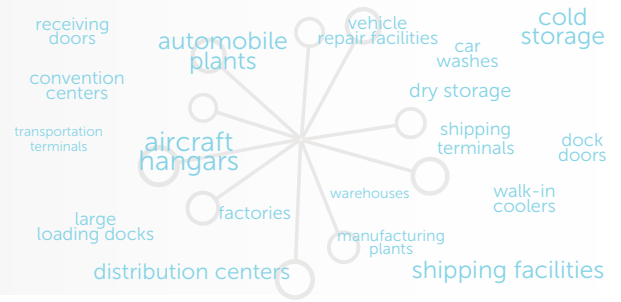 receiving
doors
automobile
plants
vehicle
repair facilities
cold
storage
car
washes
convention
centers
dry storage
transportation
terminals
aircraft
hangars
shipping
terminals
dock
doors
warehouses
walk-in
coolers
large
loading docks
factories
manufacturing
plants
distribution centers
shipping facilities